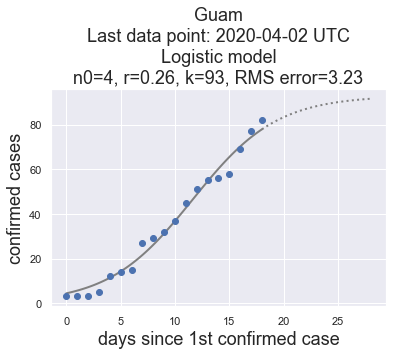 Guam
Last data point: 2020-04-02 UTC
Logistic model
n0=4, r=0.26, k=93, RMS error=3.23
confirmed cases
80
60
40
20
0
0 5 10 15 20 25
days since 1st confirmed case